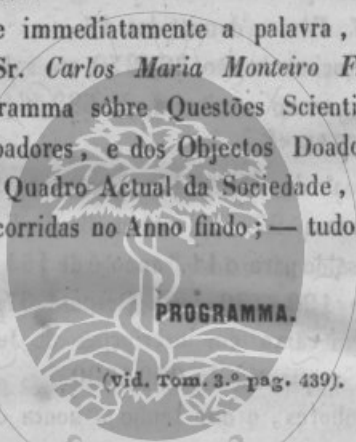 e immediatamente a palavra,
Sr. Carlos Maria Monteiro F
ramma sôbre Questões Scienti
oadores, e dos Objectos Doado
Quadro Actual da Sociedade,
corridas no Anno findo; — tudo
PROGRAMMA.
(vid. Tom. 3.º pag. 439).